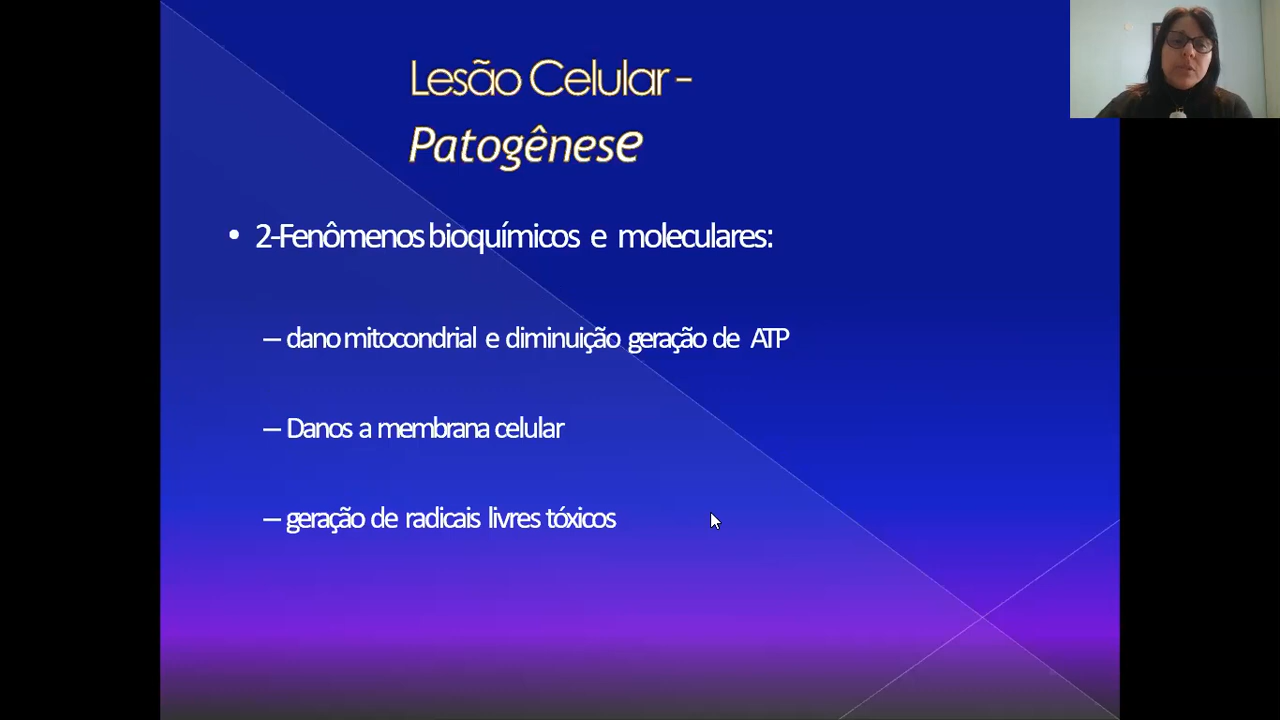 Lesão Celular –
Patogênese
• 2-Fenômenos bioquímicos e moleculares:
– dano mitocondrial e diminuição geração de ATP
– Danos a membrana celular
– geração de radicais livres tóxicos